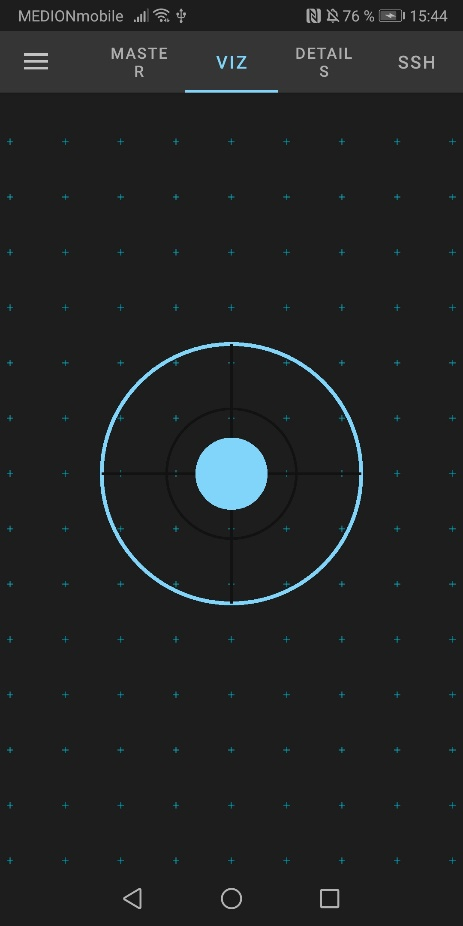 MEDIONmobile 76 % 15:44
MASTE
R
VIZ
DETAIL
S
SSH